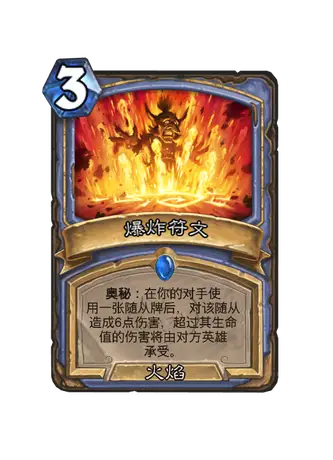 3
爆炸符文
奥秘：在你的对手使
用一张随从牌后，对该随从
造成6点伤害，超过其生命
值的伤害将由对方英雄
承受。
火焰